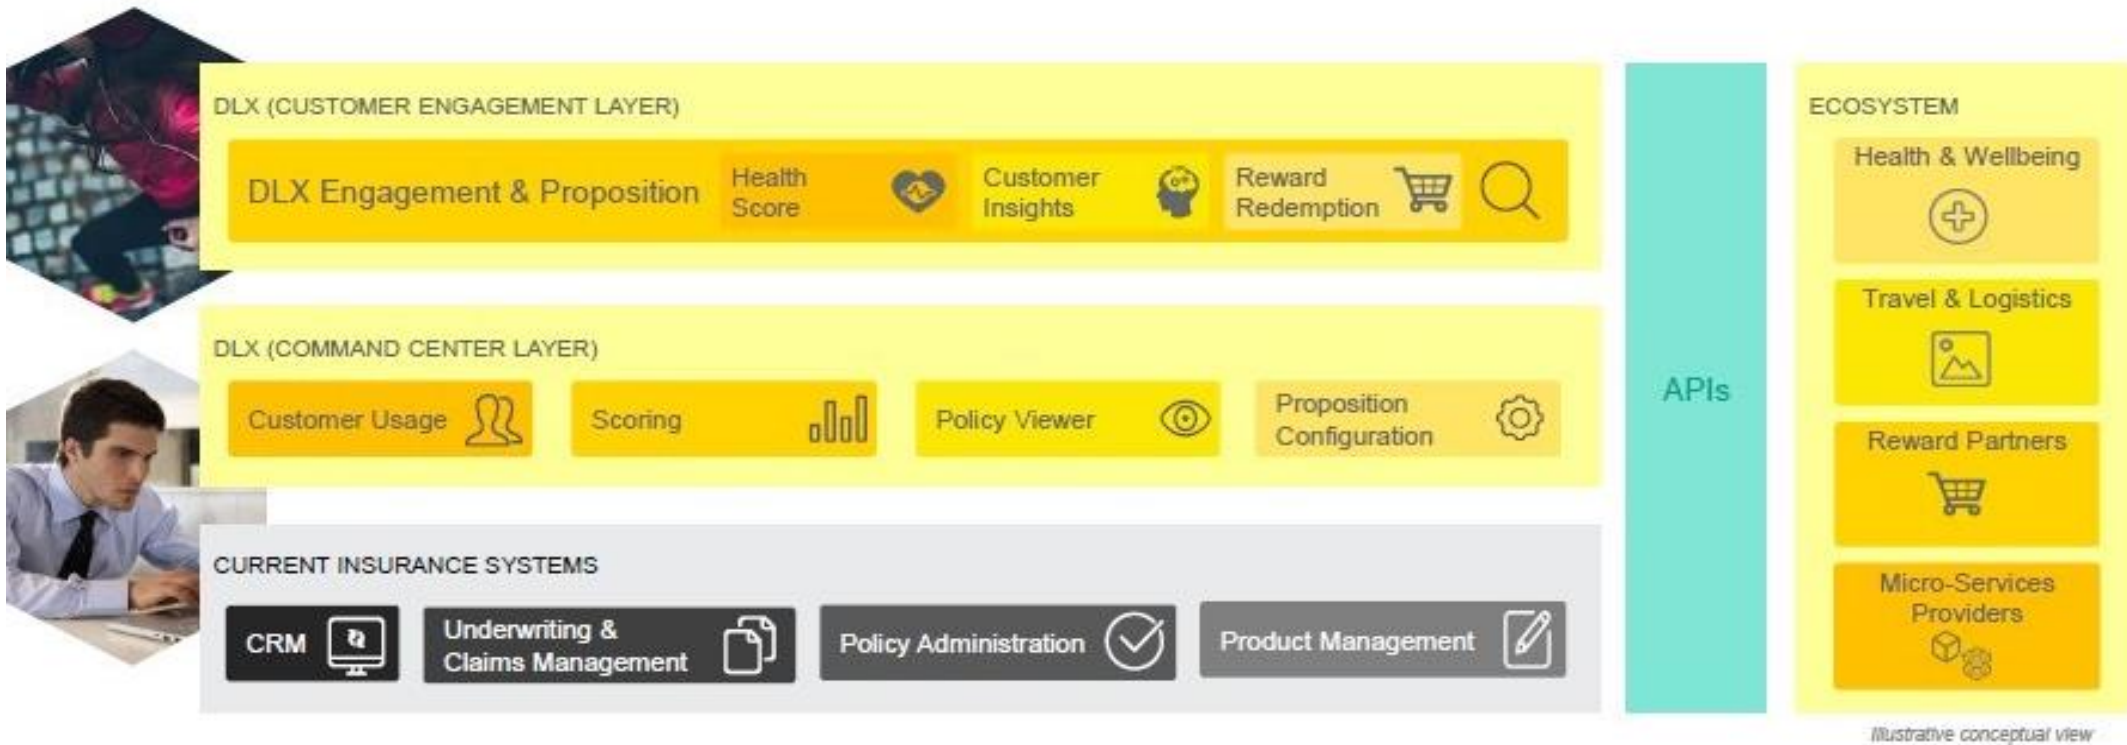 DLX (CUSTOMER ENGAGEMENT LAYER)
DLX Engagement & Proposition
Health
Score
Customer
Insights
Reward
Redemption
DLX (COMMAND CENTER LAYER)
Customer Usage
Scoring
Policy Viewer
Proposition
Configuration
CURRENT INSURANCE SYSTEMS
CRM
Underwriting &
Claims Management
Policy Administration
Product Management
APIs
ECOSYSTEM
Health & Wellbeing
Travel & Logistics
Reward Partners
Micro-Services
Providers
Illustrative conceptual view